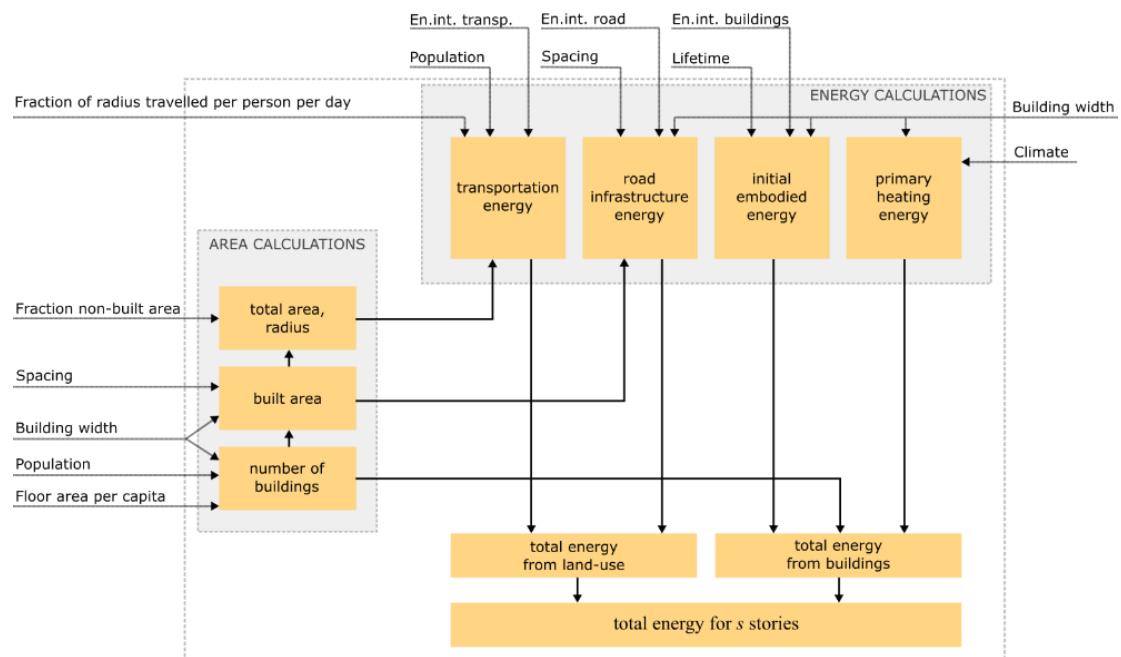 En.int. transp.
En.int. road
En.int. buildings
Population
Spacing
Lifetime
Fraction of radius travelled per person per day
ENERGY CALCULATIONS
Building width
Climate
transportation
energy
road
infrastructure
energy
initial
embodied
energy
primary
heating
energy
AREA CALCULATIONS
Fraction non-built area
total area,
radius
Spacing
built area
Building width
Population
number of
buildings
Floor area per capita
total energy
from land-use
total energy
from buildings
total energy for s stories